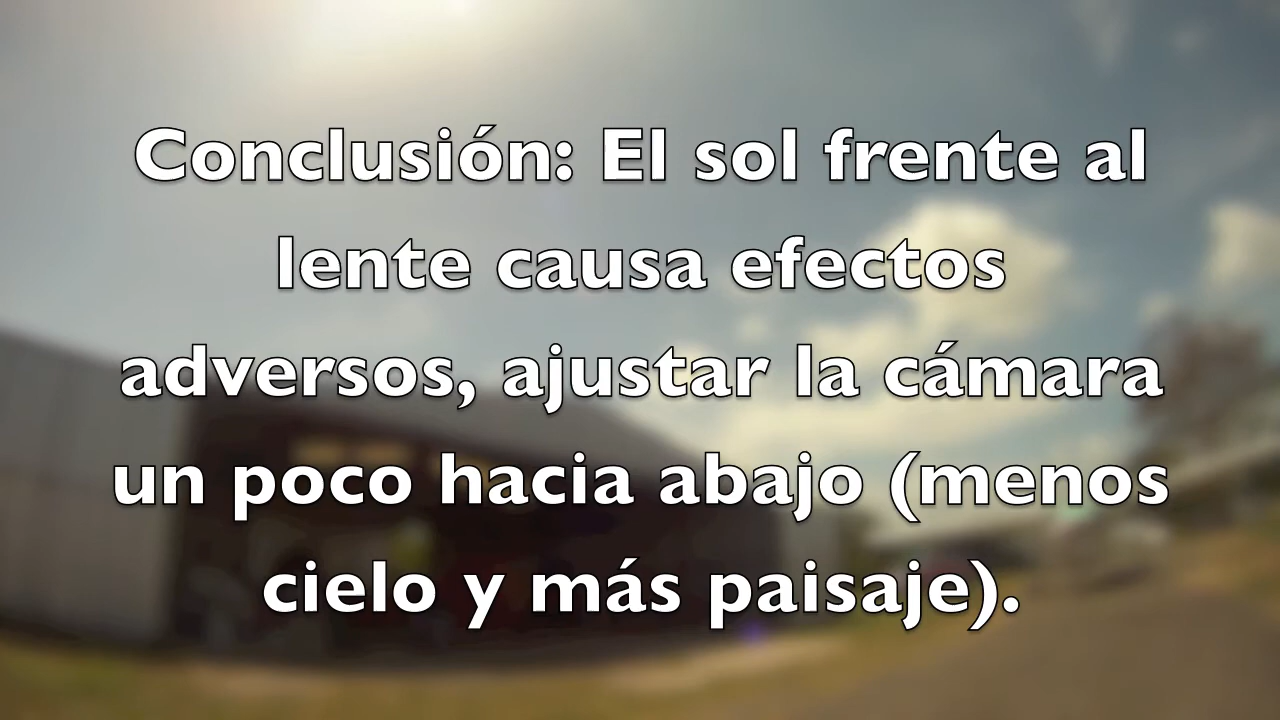 Conclusión: El sol frente al
lente causa efectos
adversos, ajustar la cámara
un poco hacia abajo (menos
cielo y más paisaje).